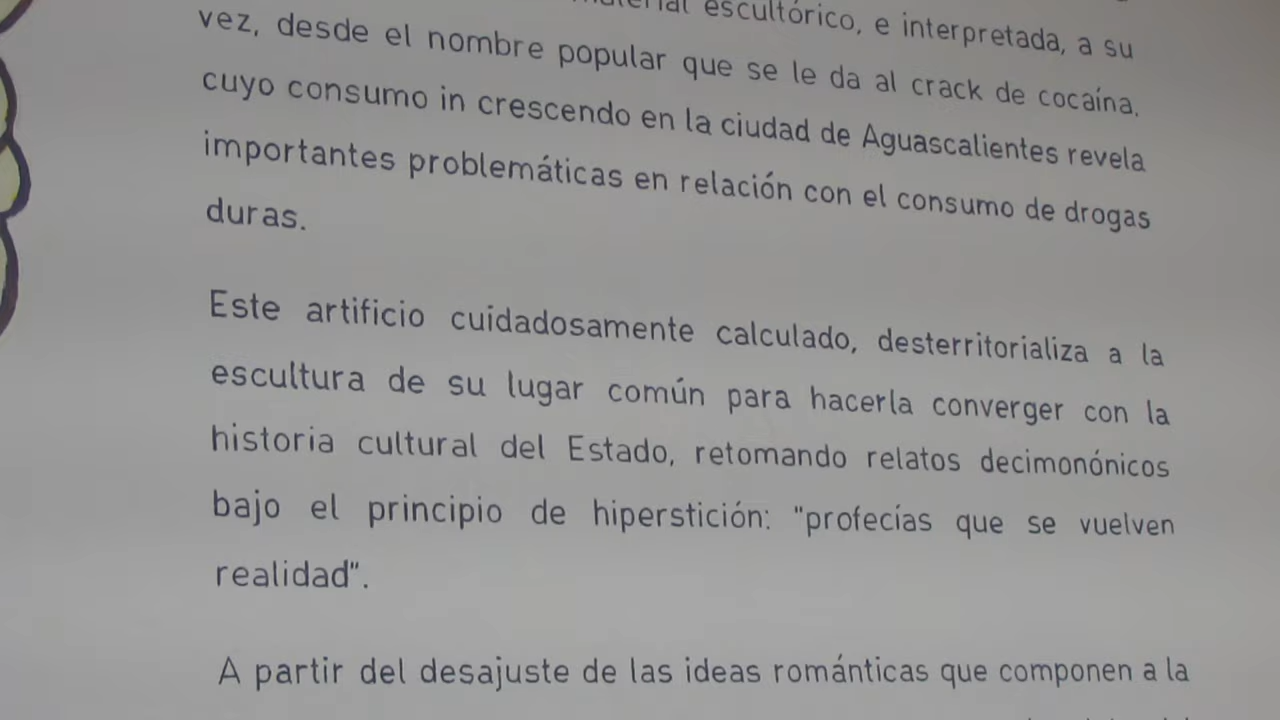 material escultórico, e interpretada, a su
vez, desde el nombre popular que se le da al crack de cocaína,
cuyo consumo in crescendo en la ciudad de Aguascalientes revela
importantes problemáticas en relación con el consumo de drogas
duras.
Este artificio cuidadosamente calculado, desterritorializa a la
escultura de su lugar común para hacerla converger con la
historia cultural del Estado, retomando relatos decimonónicos
bajo el principio de hiperstición: "profecías que se vuelven
realidad".
A partir del desajuste de las ideas románticas que componen a la